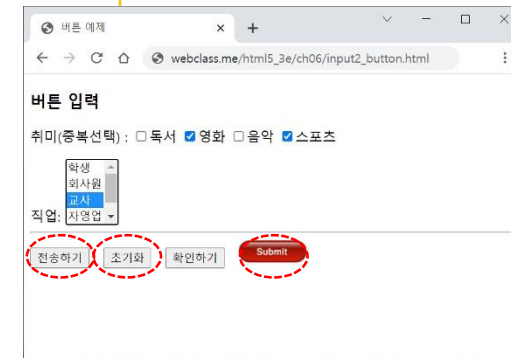 버튼 예제
webclass.me/html5_3e/ch06/input2_button.html
버튼 입력
취미(중복선택) : 독서 영화 음악 스포츠
학생
회사원
교사
직업: 자영업
전송하기 초기화 확인하기 Submit